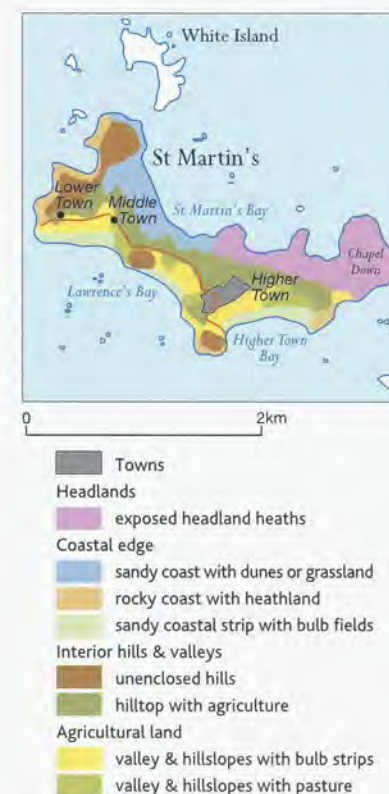 White Island
St Martin's
Lower
Town
Middle
Town
St Martin's Bay
Chapel
Down
Higher
Town
Lawrence's Bay
Higher Town
Bay
0
2km
Towns
Headlands
exposed headland heaths
Coastal edge
sandy coast with dunes or grassland
rocky coast with heathland
sandy coastal strip with bulb fields
Interior hills & valleys
unenclosed hills
hilltop with agriculture
Agricultural land
valley & hillslopes with bulb strips
valley & hillslopes with pasture